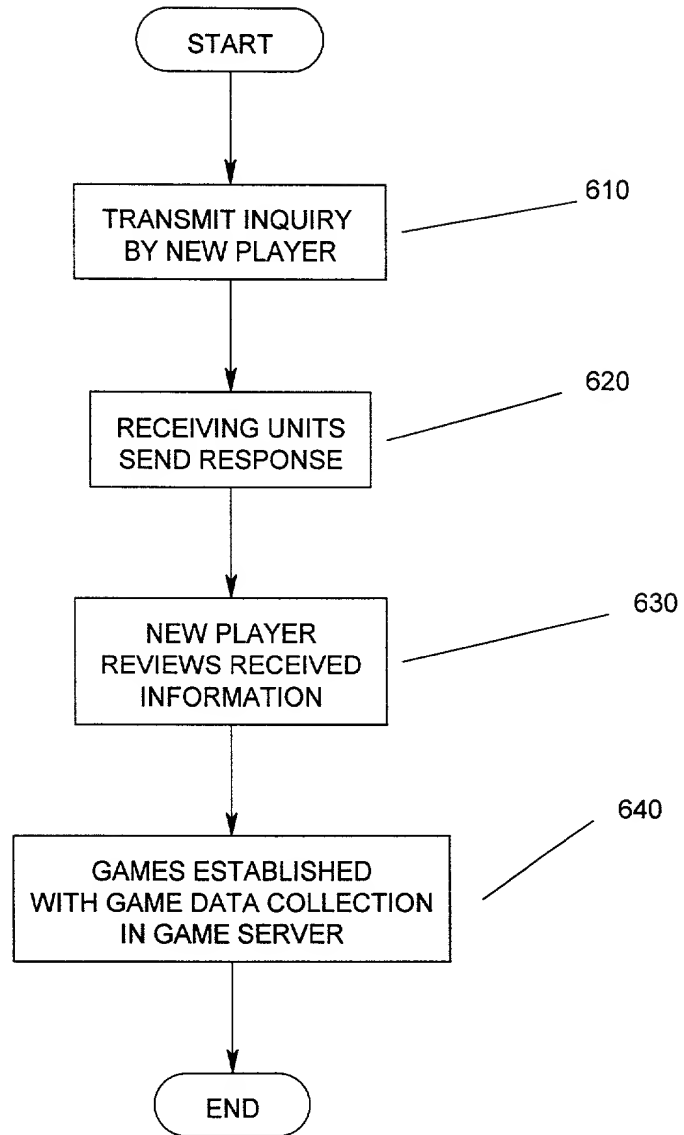 START
TRANSMIT INQUIRY
BY NEW PLAYER
610
RECEIVING UNITS
SEND RESPONSE
620
NEW PLAYER
REVIEWS RECEIVED
INFORMATION
630
GAMES ESTABLISHED
WITH GAME DATA COLLECTION
IN GAME SERVER
640
END